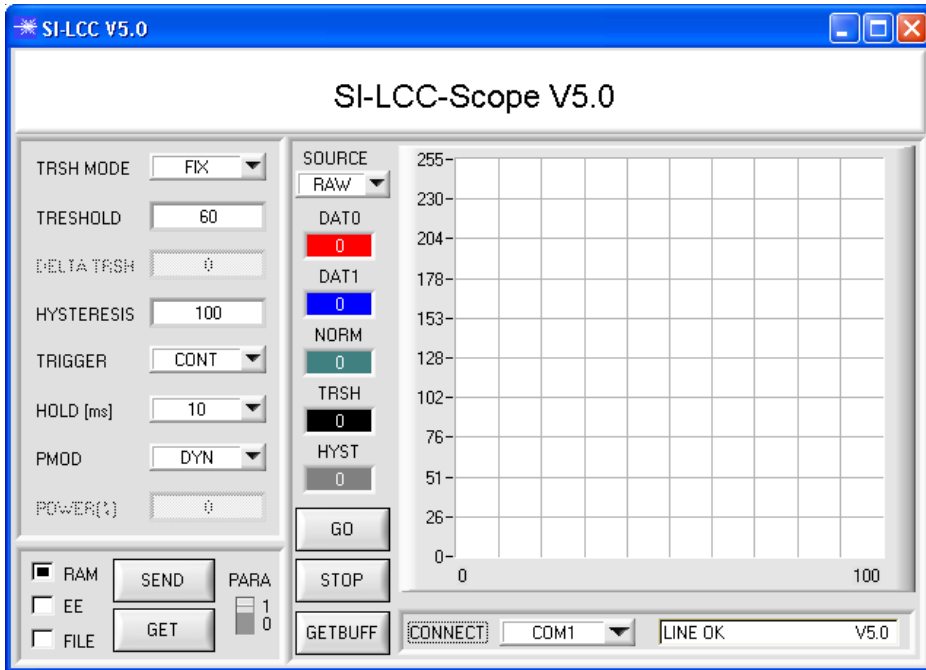 SI-LCC V5.0
SI-LCC-Scope V5.0
TRSH MODE FIX
TRESHOLD 60
DELTA TRSH 0
HYSTERESIS 100
TRIGGER CONT
HOLD [ms] 10
PMOD DYN
POWER(%) 0
RAM
EE
FILE
SEND
GET
PARA
1
0
SOURCE
RAW
DAT0
0
DAT1
0
NORM
0
TRSH
0
HYST
0
GO
STOP
GETBUFF
255
230
204
178
153
128
102
76
51
26
0
0 100
CONNECT COM1 LINE OK V5.0